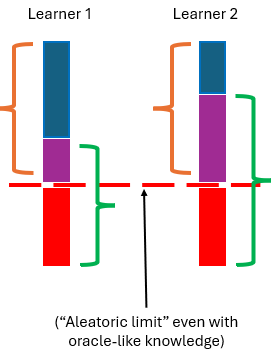 Learner 1
Learner 2
(“Aleatoric limit” even with
oracle-like knowledge)